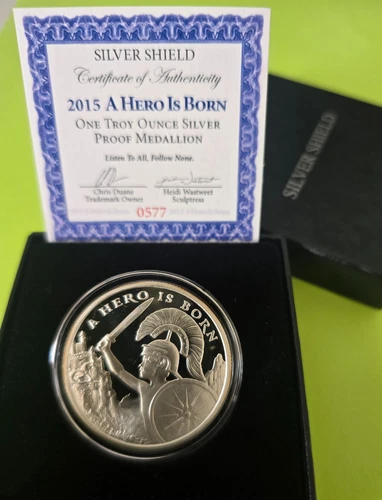 SILVER SHIELD
Certificate of Authenticity
2015 A HERO IS BORN
ONE TROY OUNCE SILVER
PROOF MEDALLION
Listen To All, Follow None.
Chris Duane
Trademark Owner
Heidi Wastweet
Sculptress
0577
SILVER SHIELD
A HERO IS BORN